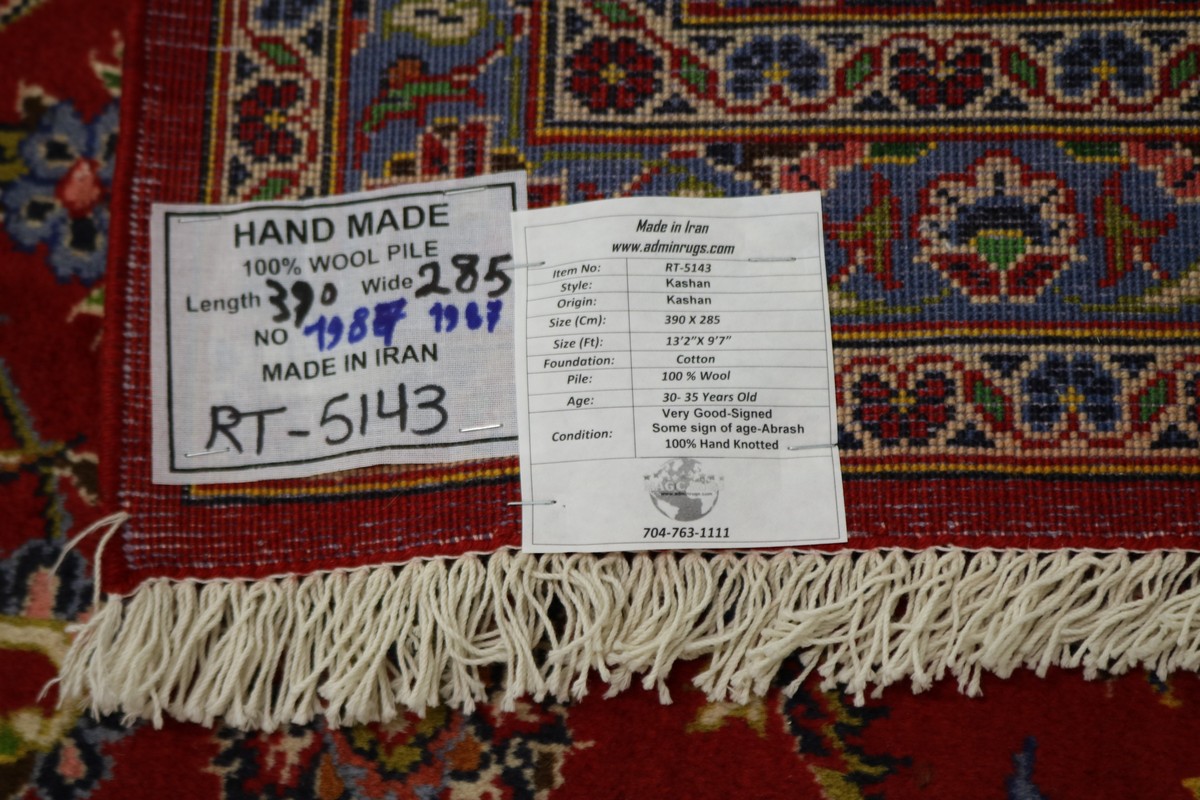 HAND MADE
100% WOOL PILE
Length 390 Wide 285
NO 1987 1987
MADE IN IRAN
RT-5143
Made in Iran
www.adminrugs.com
Item No: RT-5143
Style: Kashan
Origin: Kashan
Size (Cm): 390 X 285
Size (Ft): 13'2"X 9'7"
Foundation: Cotton
Pile: 100 % Wool
Age: 30- 35 Years Old
Condition: Very Good-Signed
Some sign of age-Abrash
100% Hand Knotted
www.adminrugs.com
704-763-1111